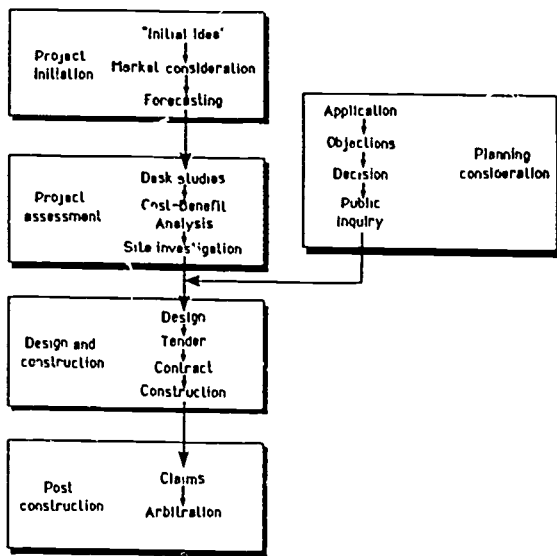 Project
Initiation
"Initial Idea"
Market consideration
Forecasting
Application
Objections
Decision
Public
Inquiry
Planning
consideration
Project
assessment
Desk studies
Cost-Benefit
Analysis
Site investigation
Design and
construction
Design
Tender
Contract
Construction
Post
construction
Claims
Arbitration